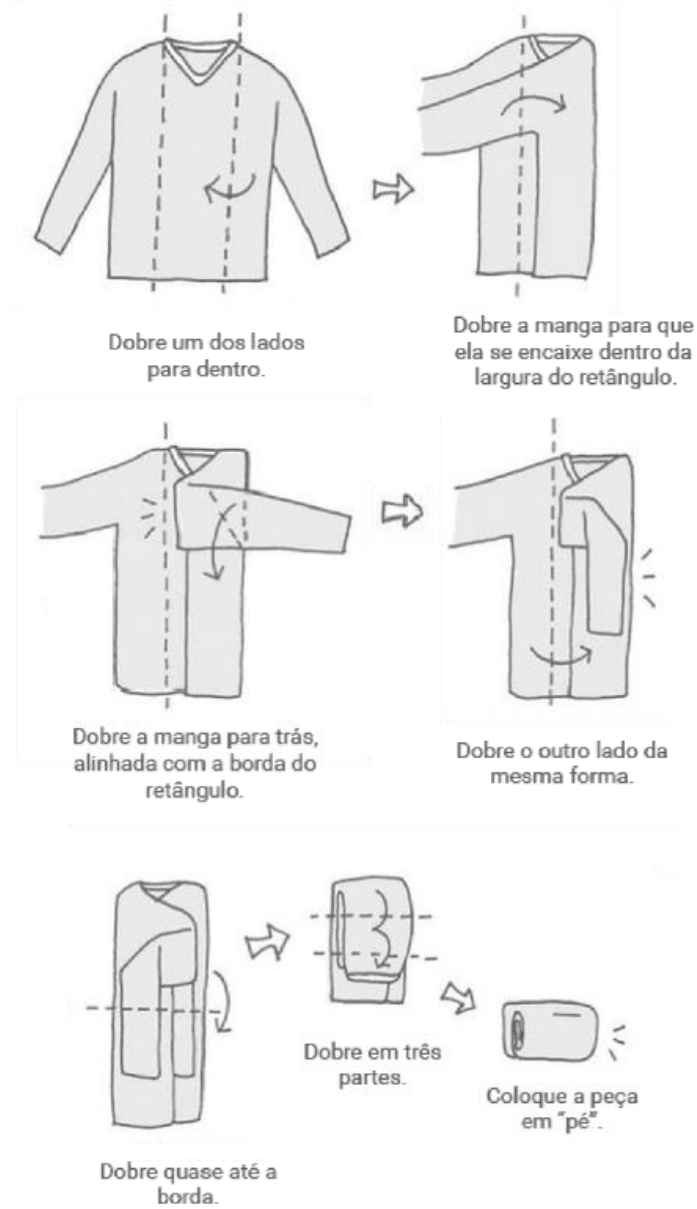 Dobre um dos lados
para dentro.
Dobre a manga para que
ela se encaixe dentro da
largura do retângulo.
Dobre a manga para trás,
alinhada com a borda do
retângulo.
Dobre o outro lado da
mesma forma.
Dobre quase até a
borda.
Dobre em três
partes.
Coloque a peça
em "pé".